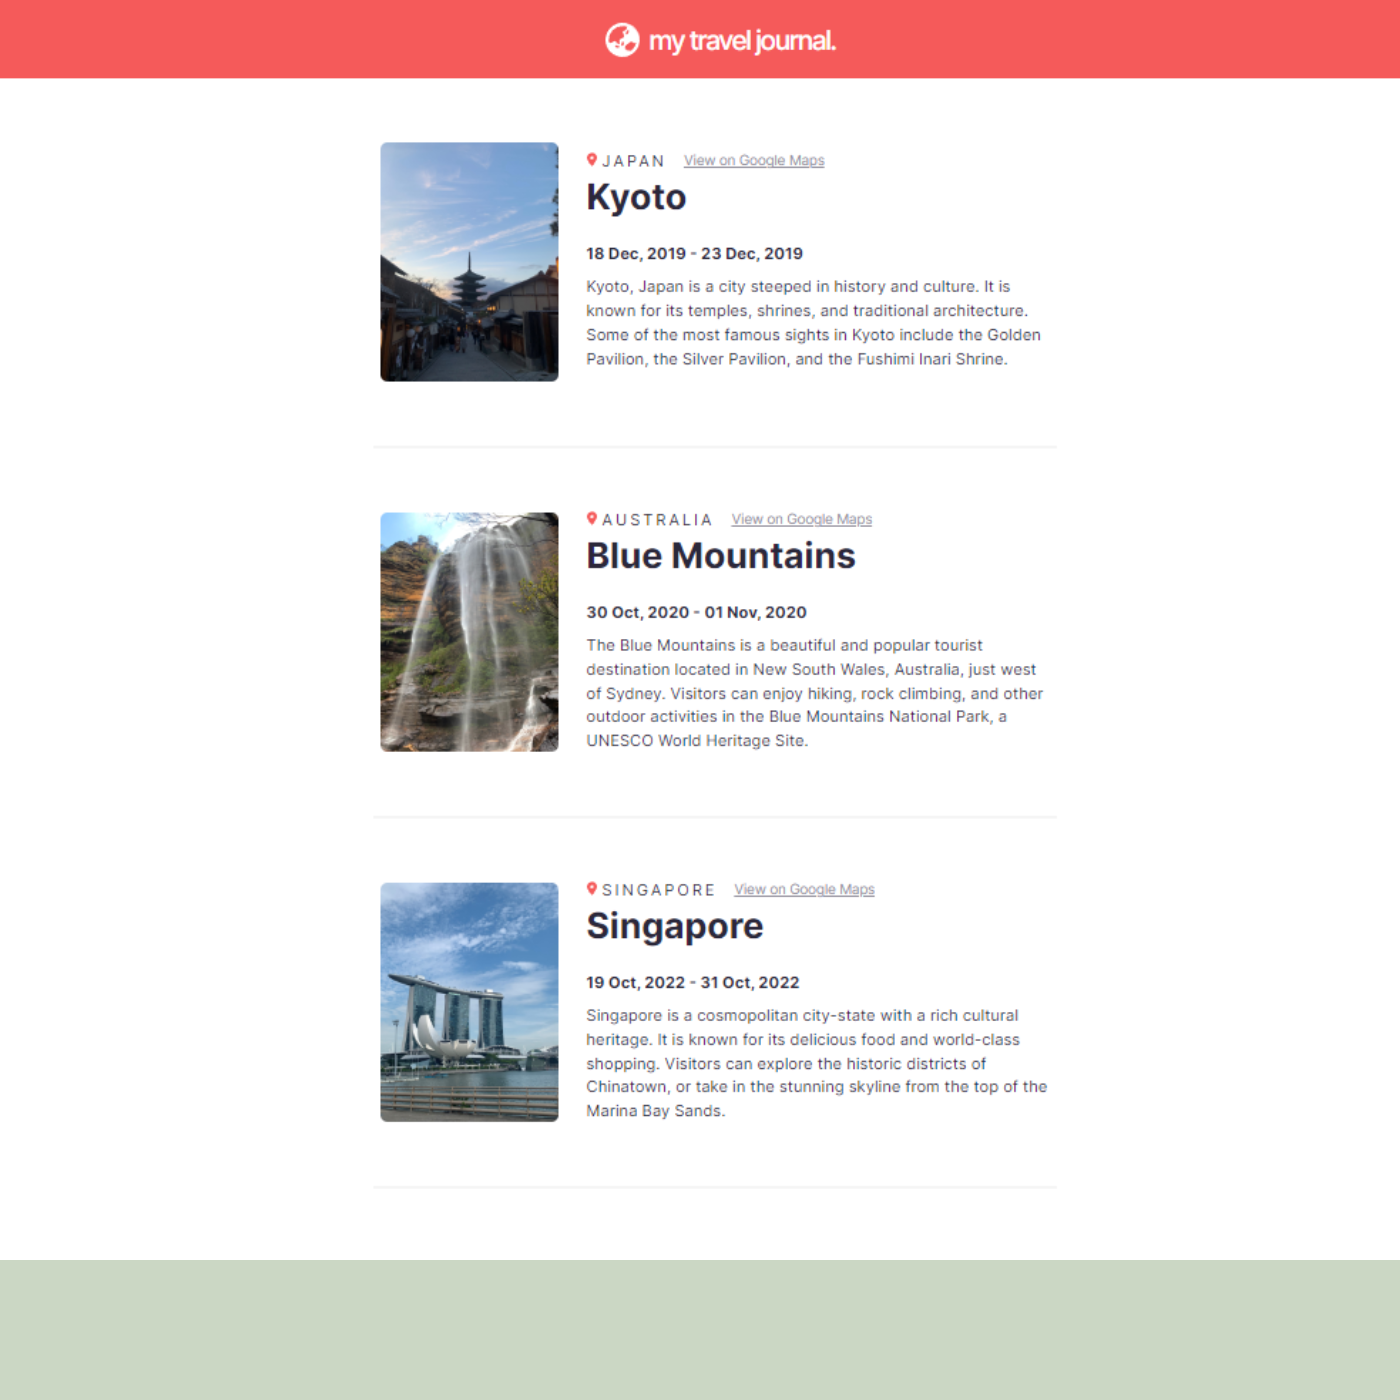 my travel journal.
JAPAN View on Google Maps
Kyoto
18 Dec, 2019 - 23 Dec, 2019
Kyoto, Japan is a city steeped in history and culture. It is
known for its temples, shrines, and traditional architecture.
Some of the most famous sights in Kyoto include the Golden
Pavilion, the Silver Pavilion, and the Fushimi Inari Shrine.
AUSTRALIA View on Google Maps
Blue Mountains
30 Oct, 2020 - 01 Nov, 2020
The Blue Mountains is a beautiful and popular tourist
destination located in New South Wales, Australia, just west
of Sydney. Visitors can enjoy hiking, rock climbing, and other
outdoor activities in the Blue Mountains National Park, a
UNESCO World Heritage Site.
SINGAPORE View on Google Maps
Singapore
19 Oct, 2022 - 31 Oct, 2022
Singapore is a cosmopolitan city-state with a rich cultural
heritage. It is known for its delicious food and world-class
shopping. Visitors can explore the historic districts of
Chinatown, or take in the stunning skyline from the top of the
Marina Bay Sands.